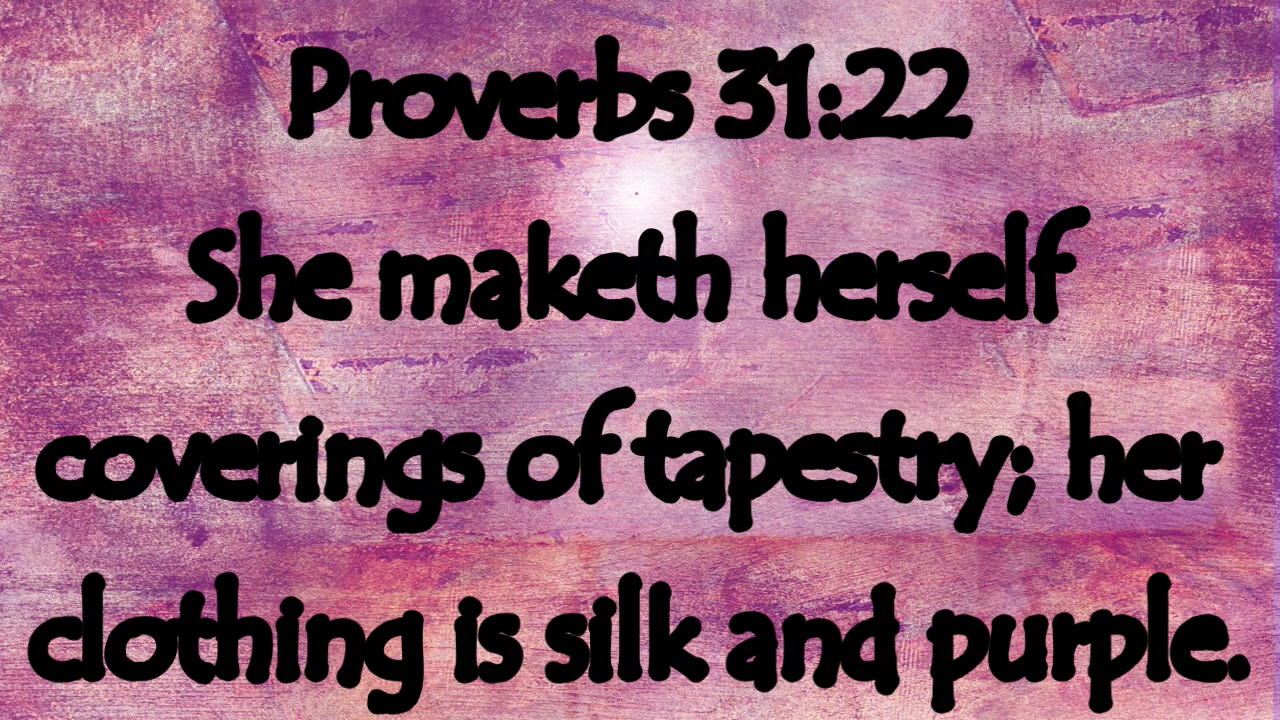 Proverbs 31:22
She maketh herself
coverings of tapestry; her
clothing is silk and purple.